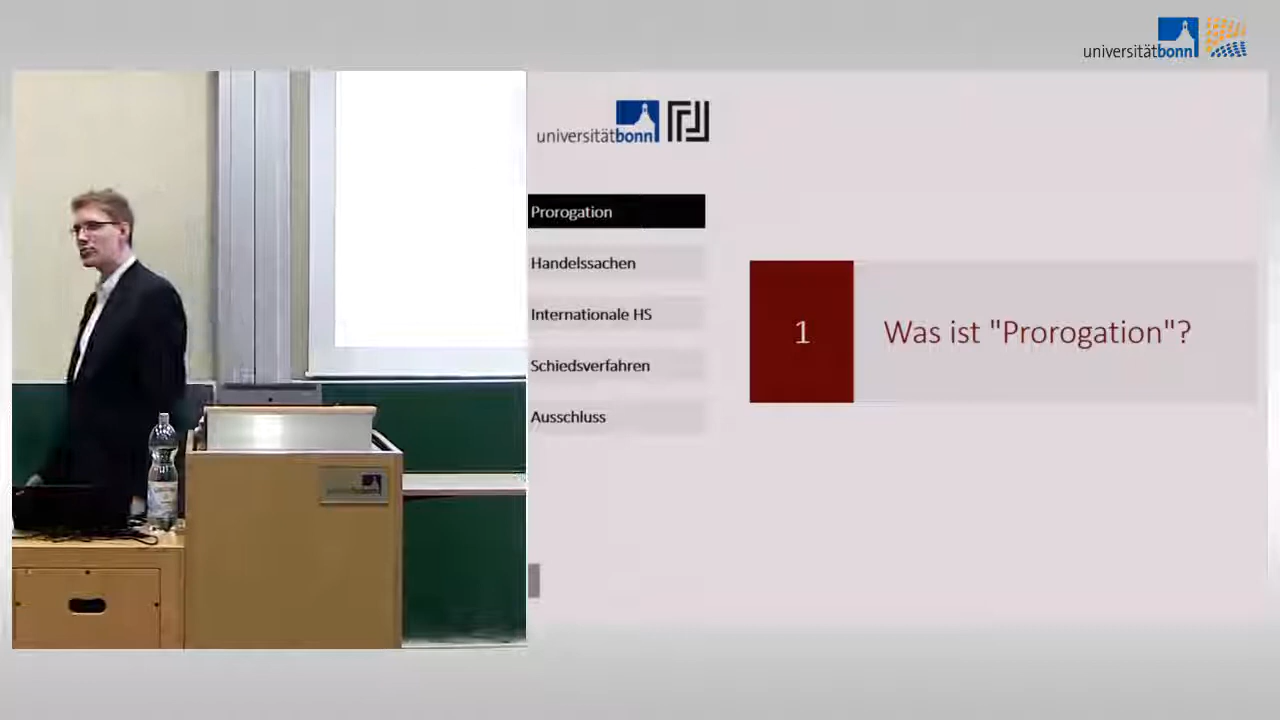 universitätbonn
universitätbonn
Prorogation
Handelssachen
Internationale HS
Schiedsverfahren
Ausschluss
1
Was ist "Prorogation"?